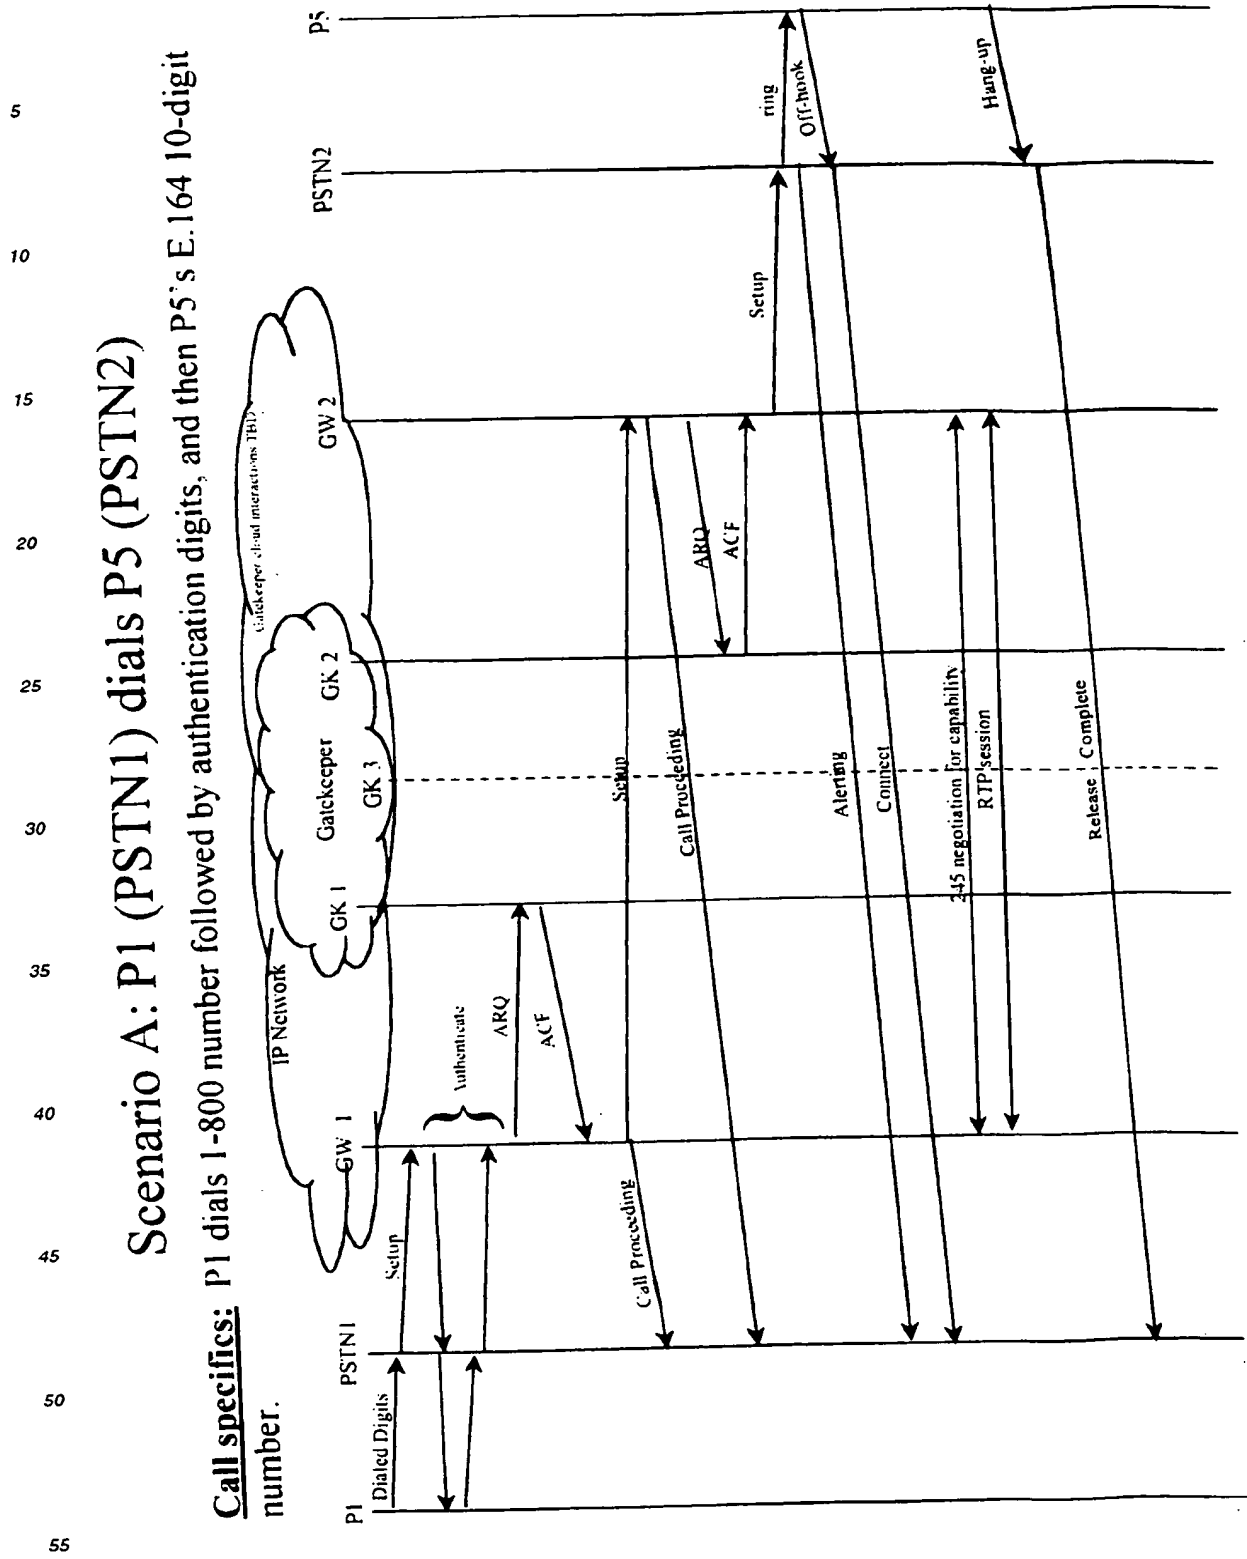 Scenario A: P1 (PSTN1) dials P5 (PSTN2)
Call specifics: P1 dials 1-800 number followed by authentication digits, and then P5's E.164 10-digit
number.
IP Network
Gatekeeper cloud interactions TBD
Gatekeeper
P1
PSTN1
GW 1
GK 1
GK 3
GK 2
GW 2
PSTN2
P5
Dialed Digits
Setup
Authenticate
ARQ
ACF
Setup
Call Proceeding
Call Proceeding
ARQ
ACF
Setup
ring
Off-hook
Alerting
Connect
245 negotiation for capability
RTP session
Hang-up
Release Complete
5
10
15
20
25
30
35
40
45
50
55